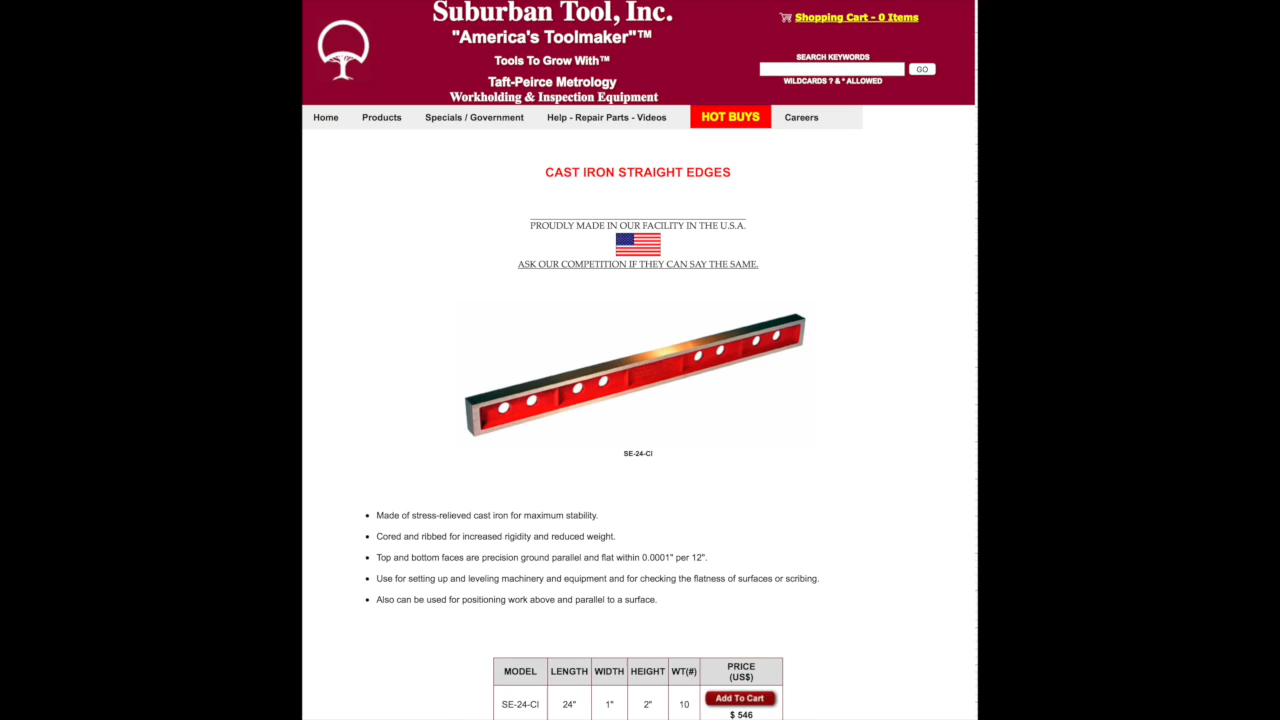 Suburban Tool, Inc.
"America's Toolmaker"™
Tools To Grow With™
Taft-Peirce Metrology
Workholding & Inspection Equipment
Shopping Cart - 0 Items
SEARCH KEYWORDS
GO
WILDCARDS ? & * ALLOWED
Home Products Specials / Government Help - Repair Parts - Videos HOT BUYS Careers
CAST IRON STRAIGHT EDGES
PROUDLY MADE IN OUR FACILITY IN THE U.S.A.
ASK OUR COMPETITION IF THEY CAN SAY THE SAME.
SE-24-CI
• Made of stress-relieved cast iron for maximum stability.
• Cored and ribbed for increased rigidity and reduced weight.
• Top and bottom faces are precision ground parallel and flat within 0.0001" per 12".
• Use for setting up and leveling machinery and equipment and for checking the flatness of surfaces or scribing.
• Also can be used for positioning work above and parallel to a surface.
MODEL LENGTH WIDTH HEIGHT WT(#) PRICE
(US$)
SE-24-CI 24" 1" 2" 10 Add To Cart
$ 546